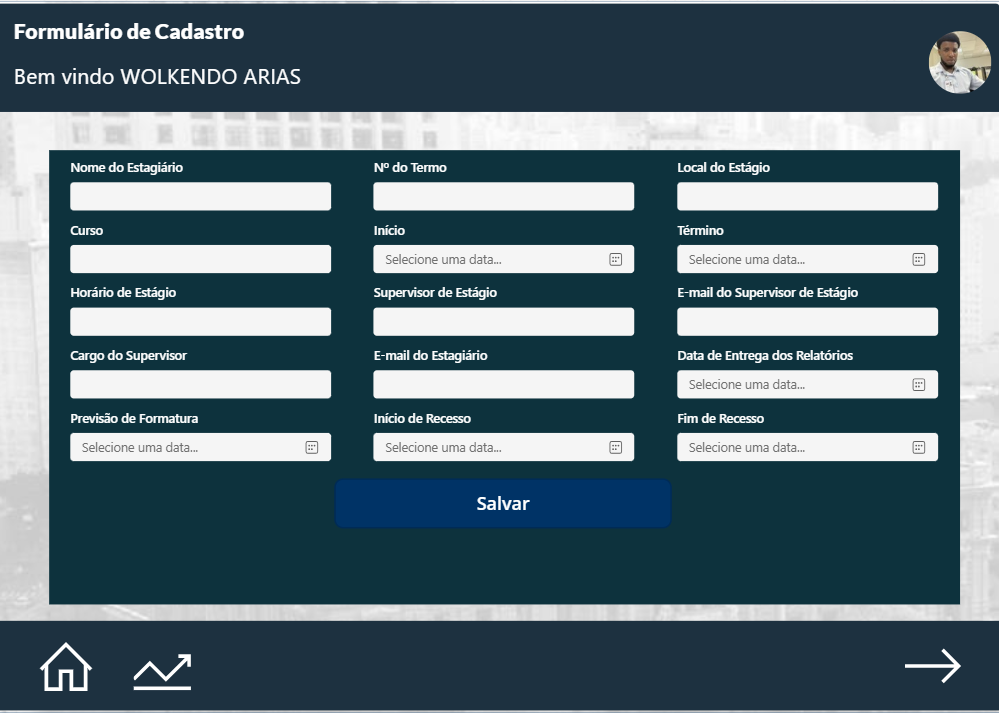 Formulário de Cadastro
Bem vindo WOLKENDO ARIAS
Nome do Estagiário
Nº do Termo
Local do Estágio
Curso
Início
Término
Selecione uma data...
Selecione uma data...
Horário de Estágio
Supervisor de Estágio
E-mail do Supervisor de Estágio
Cargo do Supervisor
E-mail do Estagiário
Data de Entrega dos Relatórios
Selecione uma data...
Previsão de Formatura
Início de Recesso
Fim de Recesso
Selecione uma data...
Selecione uma data...
Selecione uma data...
Salvar